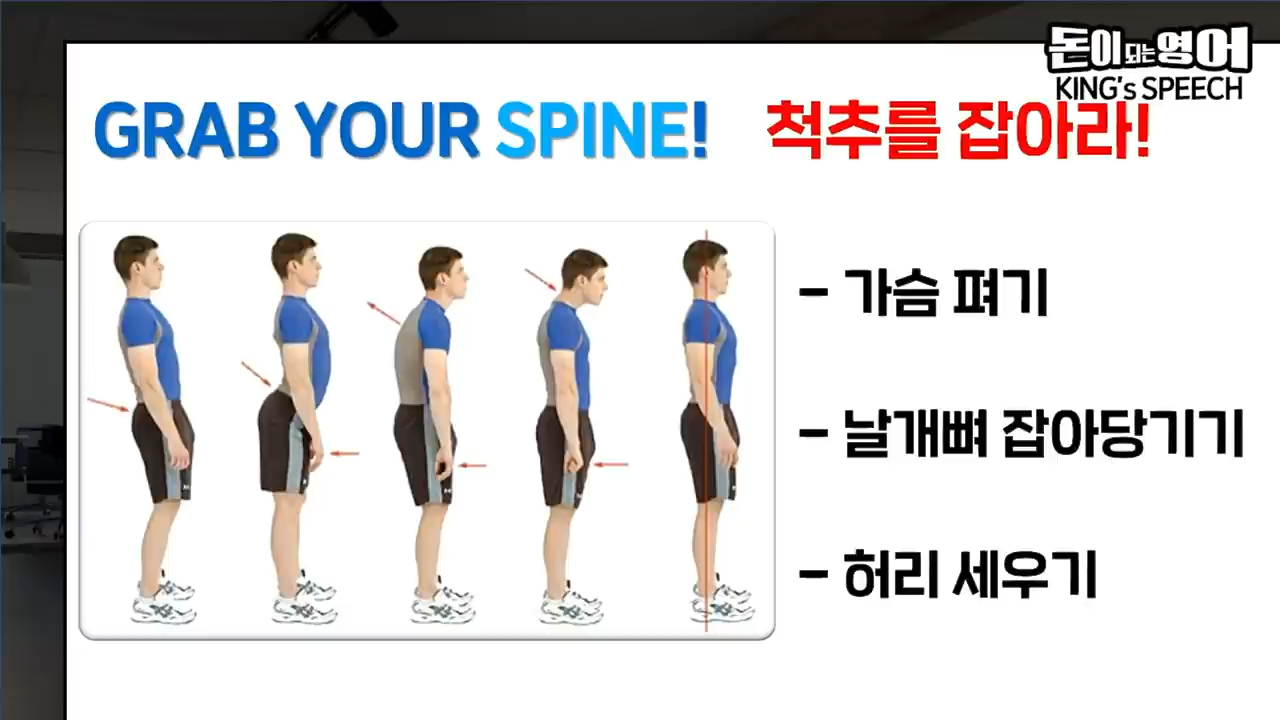 돈이 되는 영어
KING's SPEECH
GRAB YOUR SPINE! 척추를 잡아라!
- 가슴 펴기
- 날개뼈 잡아당기기
- 허리 세우기